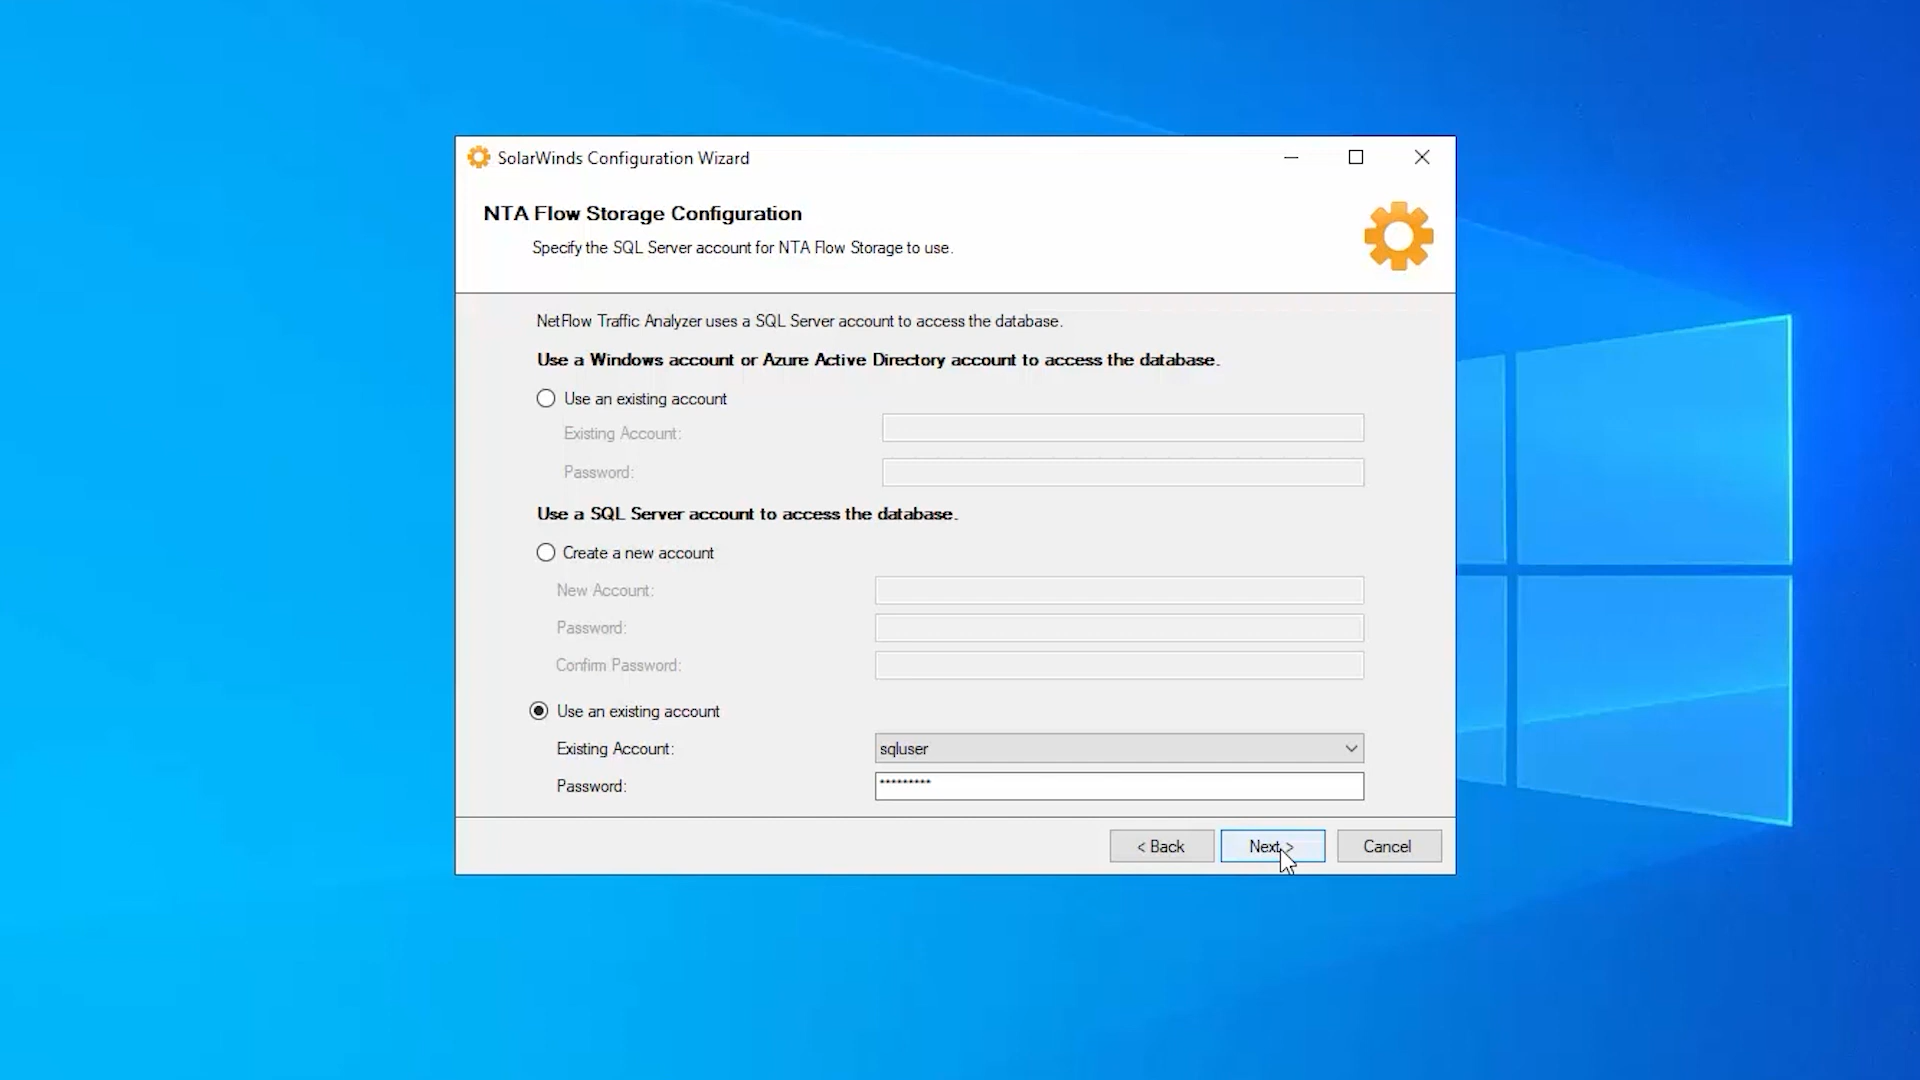 SolarWinds Configuration Wizard
NTA Flow Storage Configuration
Specify the SQL Server account for NTA Flow Storage to use.
NetFlow Traffic Analyzer uses a SQL Server account to access the database.
Use a Windows account or Azure Active Directory account to access the database.
Use an existing account
Existing Account:
Password:
Use a SQL Server account to access the database.
Create a new account
New Account:
Password:
Confirm Password:
Use an existing account
Existing Account: sqluser
Password: *********
< Back Next > Cancel